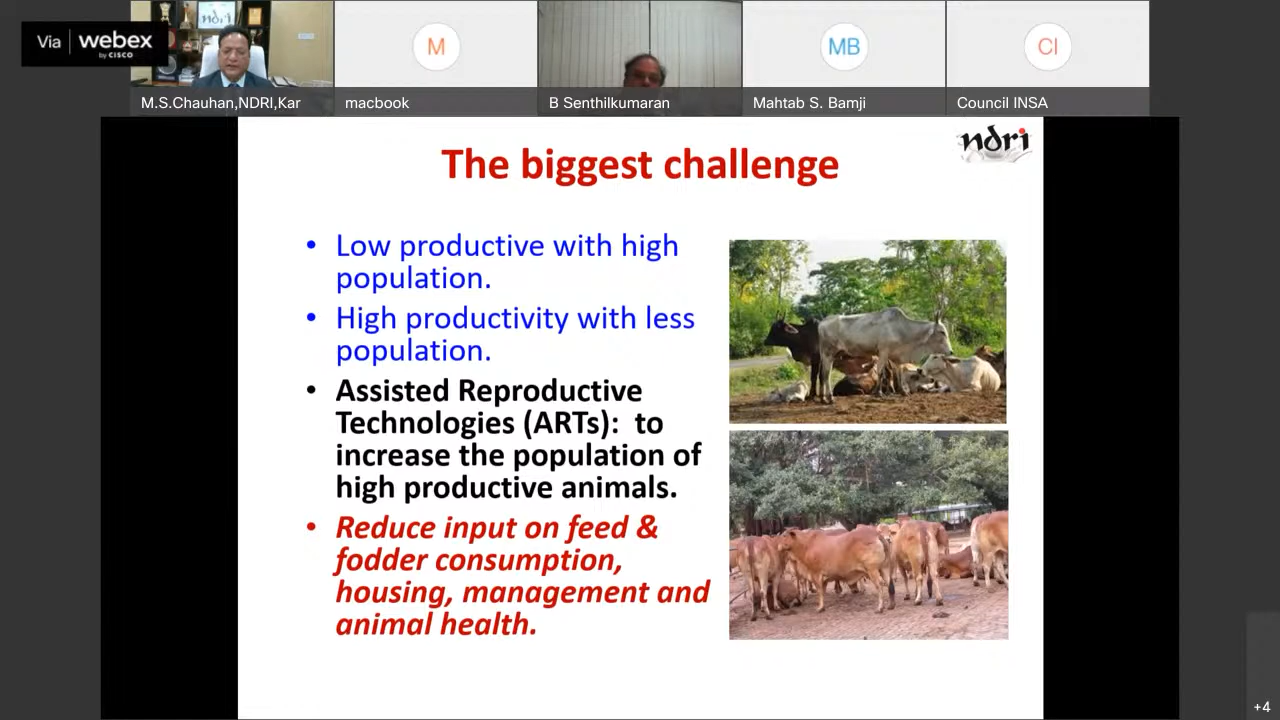 Via webex
by CISCO
ndri
M
MB
CI
M.S.Chauhan,NDRI,Kar
macbook
B Senthilkumaran
Mahtab S. Bamji
Council INSA
ndri
The biggest challenge
• Low productive with high
population.
• High productivity with less
population.
• Assisted Reproductive
Technologies (ARTs): to
increase the population of
high productive animals.
• Reduce input on feed &
fodder consumption,
housing, management and
animal health.
+4